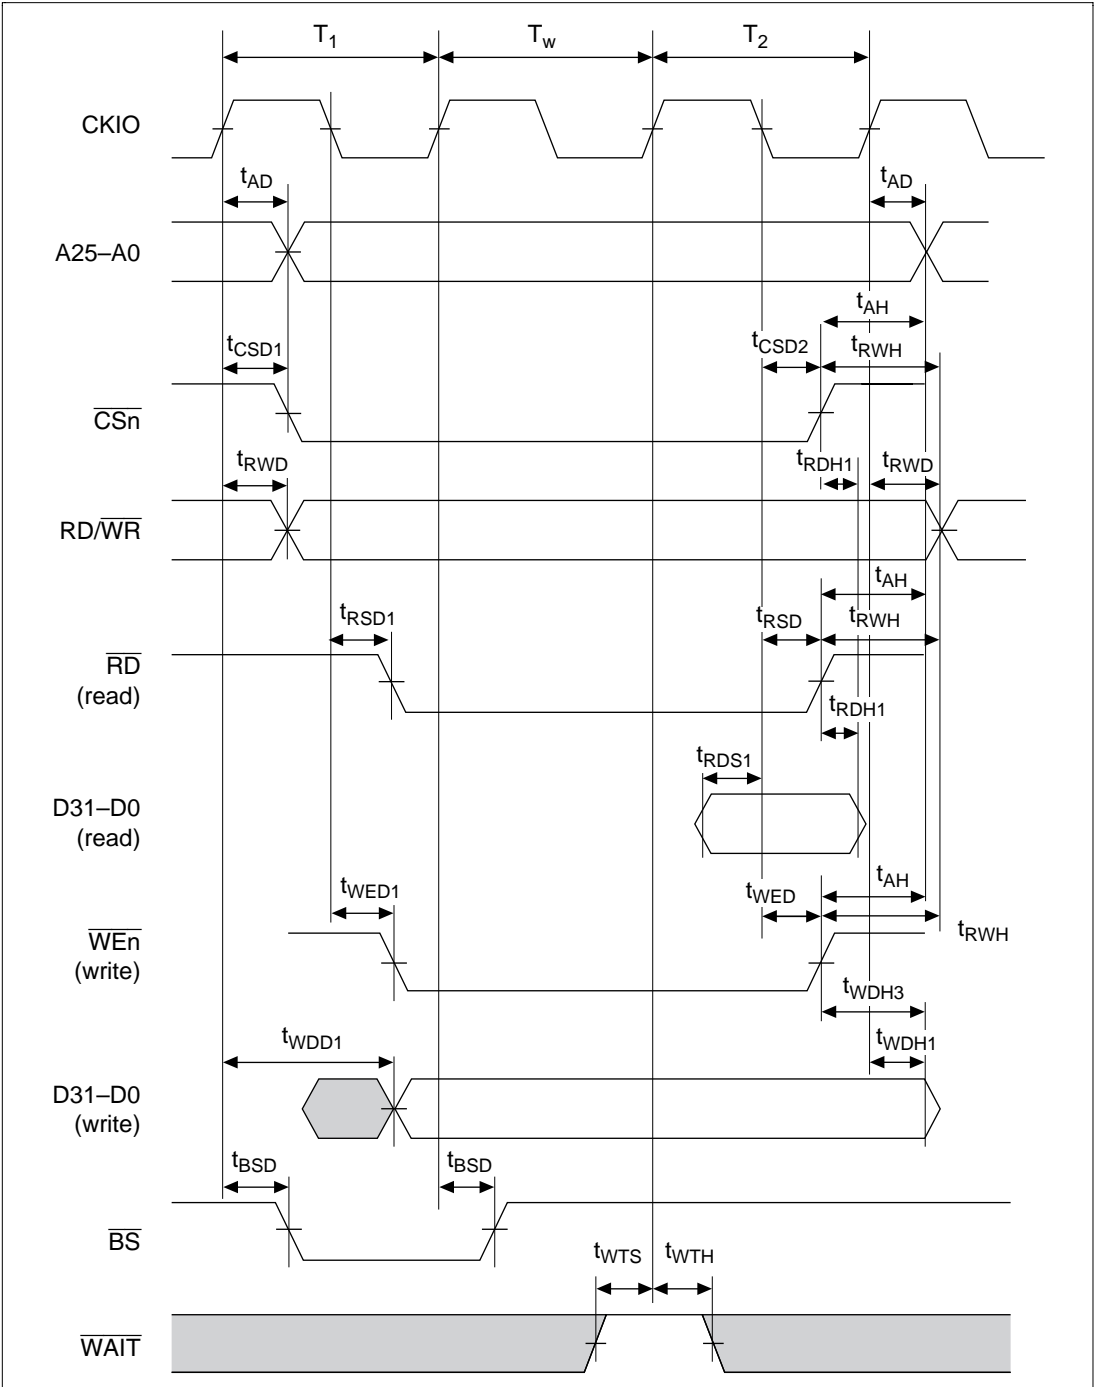 T1 Tw T2
CKIO
tAD tAD
A25–A0
tAH
tCSD1 tCSD2 tRWH
CSn
tRWD tRDH1 tRWD
RD/WR
tAH
tRSD1 tRSD tRWH
RD
(read)
tRDH1
tRDS1
D31–D0
(read)
tAH
tWED1 tWED
WEn tRWH
(write)
tWDH3
tWDD1 tWDH1
D31–D0
(write)
tBSD tBSD
BS
tWTS tWTH
WAIT